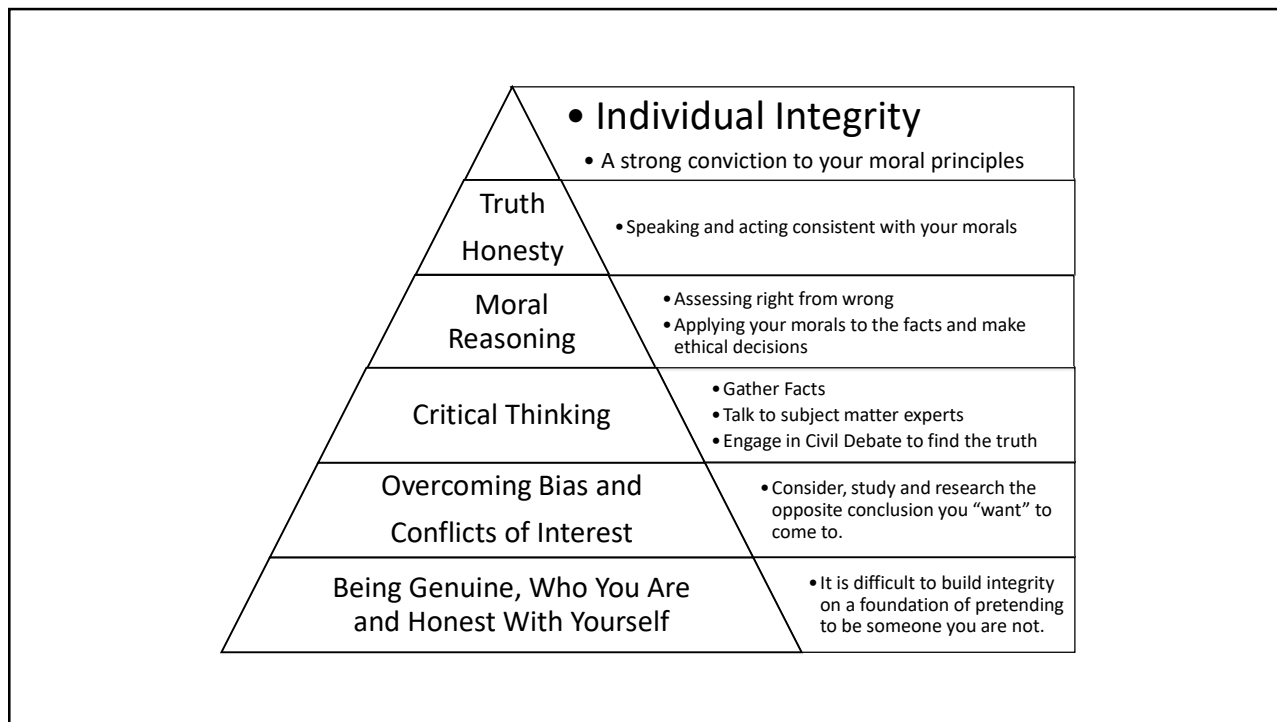 • Individual Integrity
• A strong conviction to your moral principles
Truth
Honesty
• Speaking and acting consistent with your morals
Moral
Reasoning
• Assessing right from wrong
• Applying your morals to the facts and make
ethical decisions
Critical Thinking
• Gather Facts
• Talk to subject matter experts
• Engage in Civil Debate to find the truth
Overcoming Bias and
Conflicts of Interest
• Consider, study and research the
opposite conclusion you “want” to
come to.
Being Genuine, Who You Are
and Honest With Yourself
• It is difficult to build integrity
on a foundation of pretending
to be someone you are not.